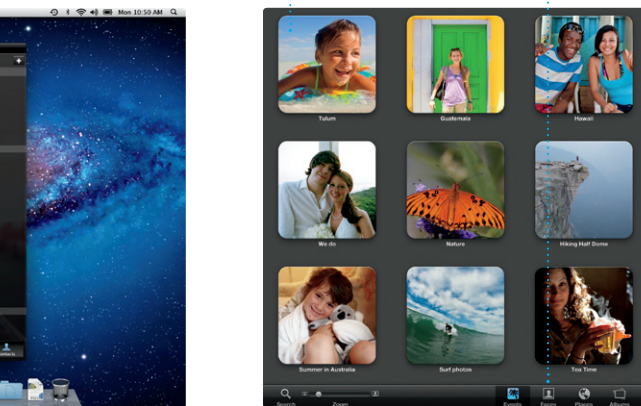 Mon 10:50 AM
Tulum
Guatemala
Hawaii
We do
Nature
Hiking Half Dome
Summer in Australia
Surf photos
Tea Time
Search
Zoom
Events
Faces
Places
Albums